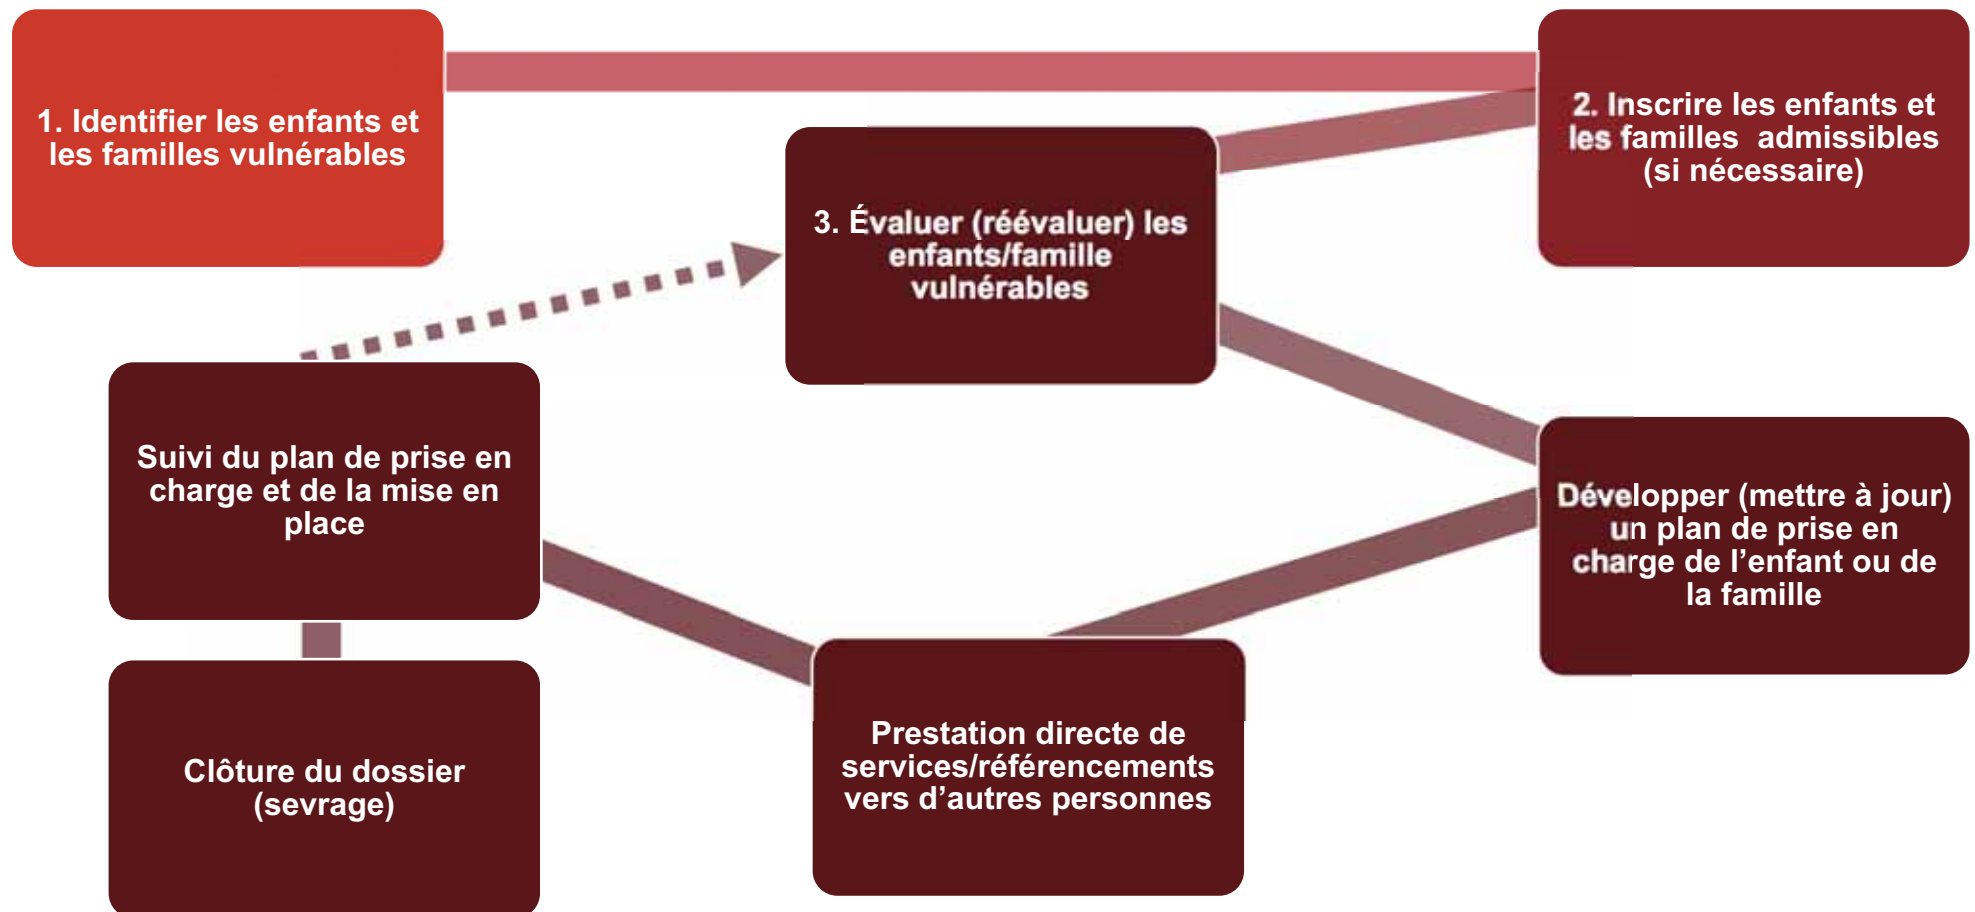 1. Identifier les enfants et
les familles vulnérables
2. Inscrire les enfants et
les familles admissibles
(si nécessaire)
3. Évaluer (réévaluer) les
enfants/famille
vulnérables
Développer (mettre à jour)
un plan de prise en
charge de l’enfant ou de
la famille
Prestation directe de
services/référencements
vers d’autres personnes
Suivi du plan de prise en
charge et de la mise en
place
Clôture du dossier
(sevrage)